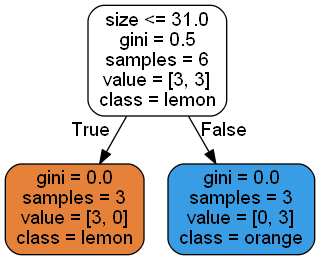 size <= 31.0
gini = 0.5
samples = 6
value = [3, 3]
class = lemon
True
False
gini = 0.0
samples = 3
value = [3, 0]
class = lemon
gini = 0.0
samples = 3
value = [0, 3]
class = orange